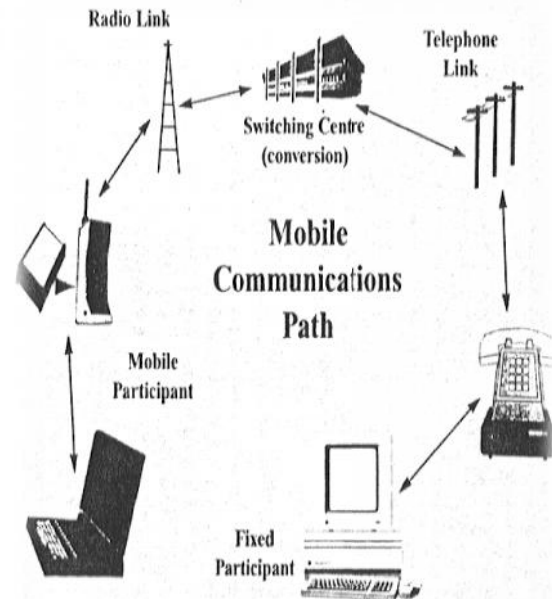 Radio Link
Telephone
Link
Switching Centre
(conversion)
Mobile
Communications
Path
Mobile
Participant
Fixed
Participant